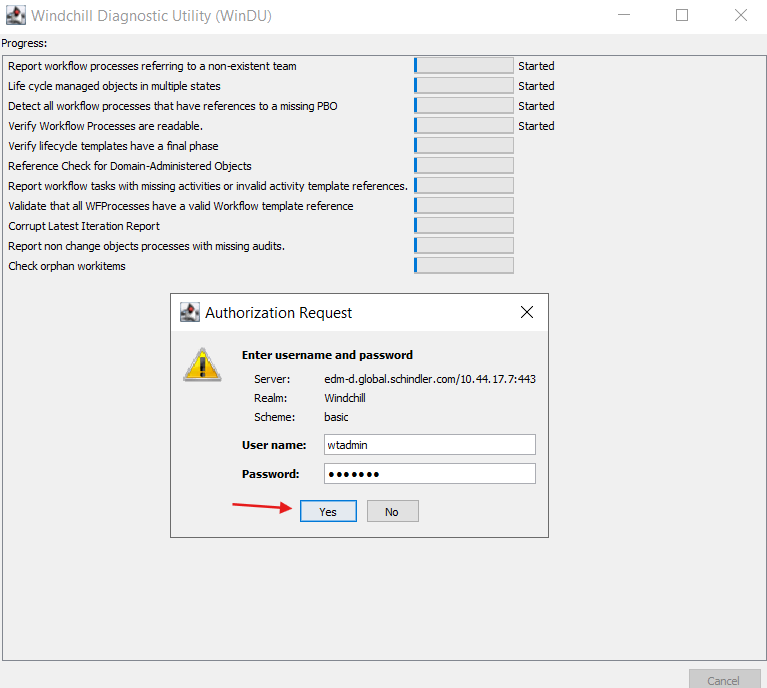 Windchill Diagnostic Utility (WinDU)
Progress:
Report workflow processes referring to a non-existent team Started
Life cycle managed objects in multiple states Started
Detect all workflow processes that have references to a missing PBO Started
Verify Workflow Processes are readable. Started
Verify lifecycle templates have a final phase
Reference Check for Domain-Administered Objects
Report workflow tasks with missing activities or invalid activity template references.
Validate that all WFProcesses have a valid Workflow template reference
Corrupt Latest Iteration Report
Report non change objects processes with missing audits.
Check orphan workitems
Authorization Request
Enter username and password
Server: edm-d.global.schindler.com/10.44.17.7:443
Realm: Windchill
Scheme: basic
User name: wtadmin
Password: ●●●●●●●
Yes No
Cancel